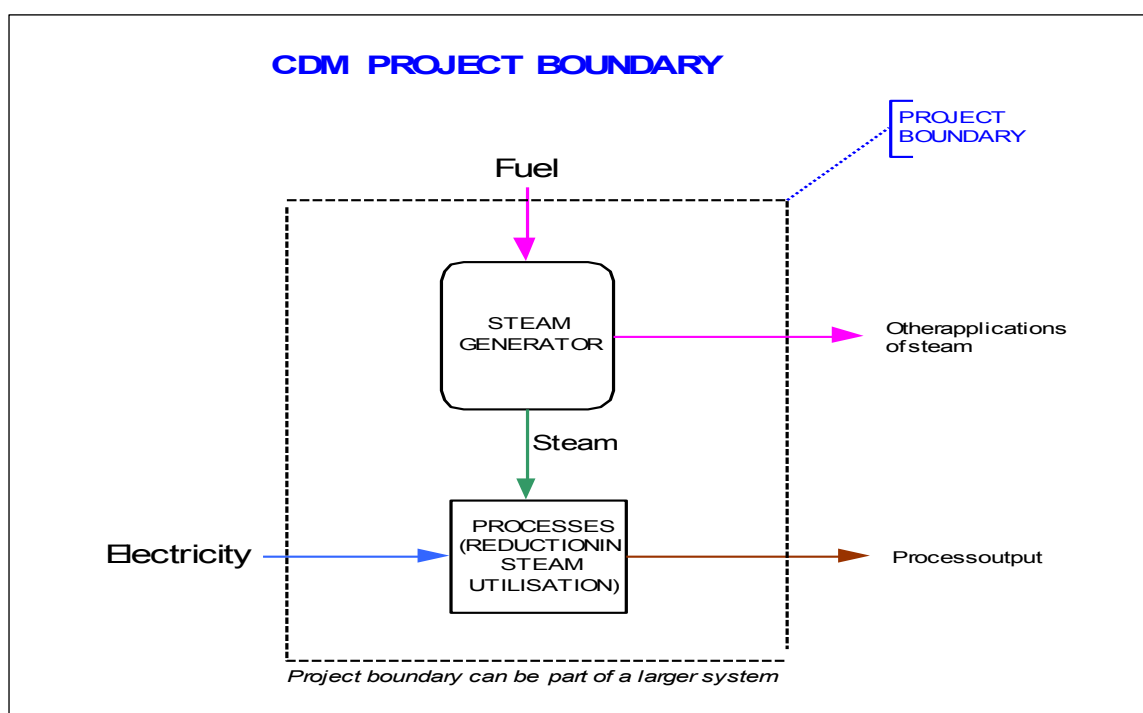 CDM PROJECT BOUNDARY
PROJECT
BOUNDARY
Fuel
STEAM
GENERATOR
Otherapplications
ofsteam
Steam
PROCESSES
(REDUCTIONIN
STEAM
UTILISATION)
Electricity
Processoutput
Project boundary can be part of a larger system